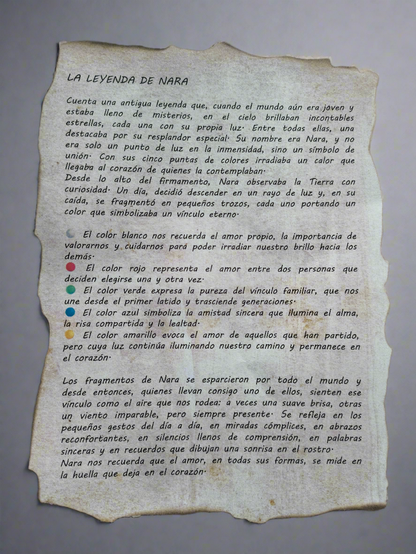 LA LEYENDA DE NARA
Cuenta una antigua leyenda que, cuando el mundo aún era joven y
estaba lleno de misterios, en el cielo brillaban incontables
estrellas, cada una con su propia luz. Entre todas ellas, una
destacaba por su resplandor especial. Su nombre era Nara, y no
era solo un punto de luz en la inmensidad, sino un símbolo de
unión. Con sus cinco puntas de colores irradiaba un calor que
llegaba al corazón de quienes la contemplaban.
Desde lo alto del firmamento, Nara observaba la Tierra con
curiosidad. Un día, decidió descender en un rayo de luz y, en su
caída, se fragmentó en pequeños trozos, cada uno portando un
color que simbolizaba un vínculo eterno.
El color blanco nos recuerda el amor propio, la importancia de
valorarnos y cuidarnos para poder irradiar nuestro brillo hacia los
demás.
El color rojo representa el amor entre dos personas que
deciden elegirse una y otra vez.
El color verde expresa la pureza del vínculo familiar, que nos
une desde el primer latido y trasciende generaciones.
El color azul simboliza la amistad sincera que ilumina el alma,
la risa compartida y la lealtad.
El color amarillo evoca el amor de aquellos que han partido,
pero cuya luz continúa iluminando nuestro camino y permanece en
el corazón.
Los fragmentos de Nara se esparcieron por todo el mundo y
desde entonces, quienes llevan consigo uno de ellos, sienten ese
vínculo como el aire que nos rodea: a veces una suave brisa, otras
un viento imparable, pero siempre presente. Se refleja en los
pequeños gestos del día a día, en miradas cómplices, en abrazos
reconfortantes, en silencios llenos de comprensión, en palabras
sinceras y en recuerdos que dibujan una sonrisa en el rostro.
Nara nos recuerda que el amor, en todas sus formas, se mide en
la huella que deja en el corazón.